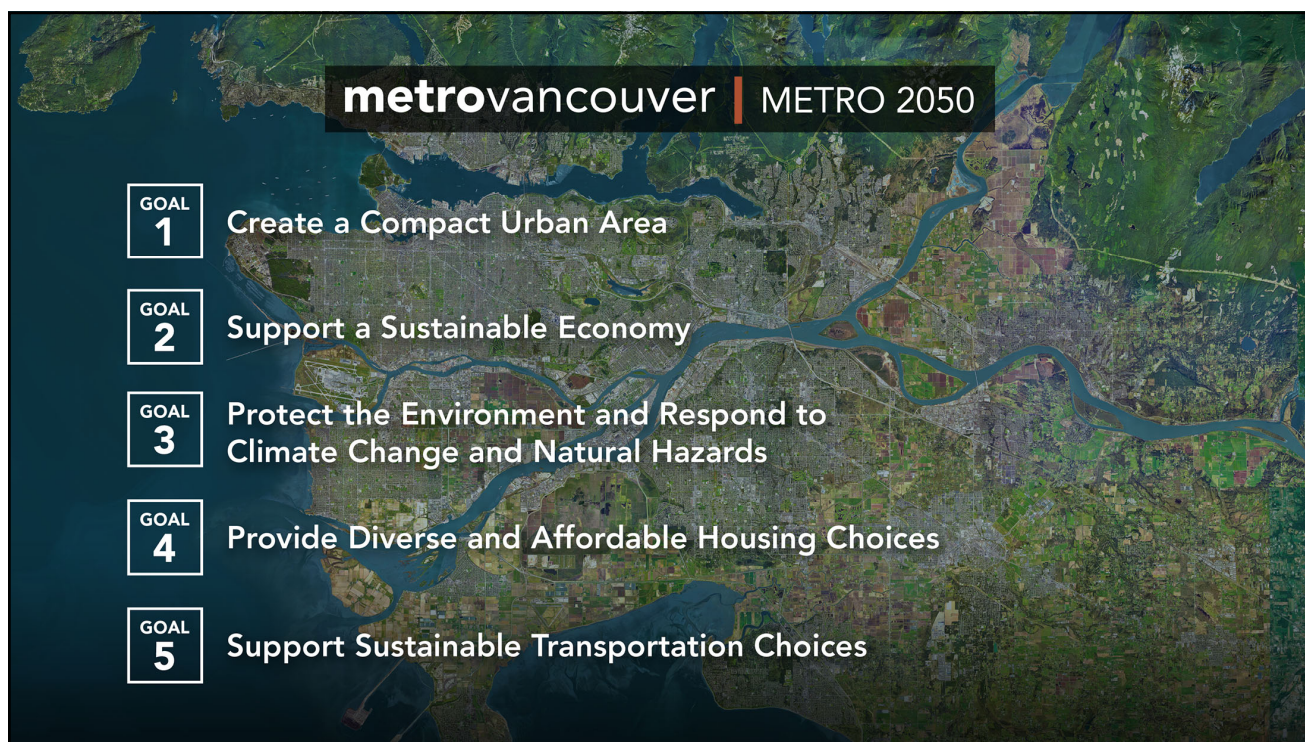 metrovancouver | METRO 2050
GOAL
1
Create a Compact Urban Area
GOAL
2
Support a Sustainable Economy
GOAL
3
Protect the Environment and Respond to
Climate Change and Natural Hazards
GOAL
4
Provide Diverse and Affordable Housing Choices
GOAL
5
Support Sustainable Transportation Choices